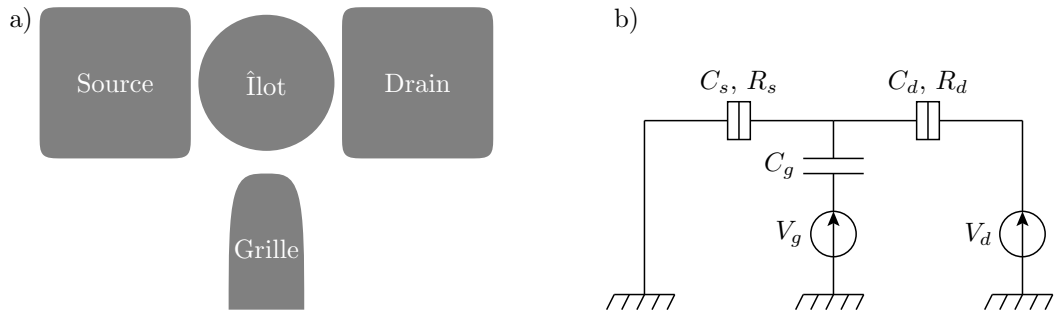 a)
Source
Îlot
Drain
Grille
b)
C_s, R_s
C_d, R_d
C_g
V_g
V_d